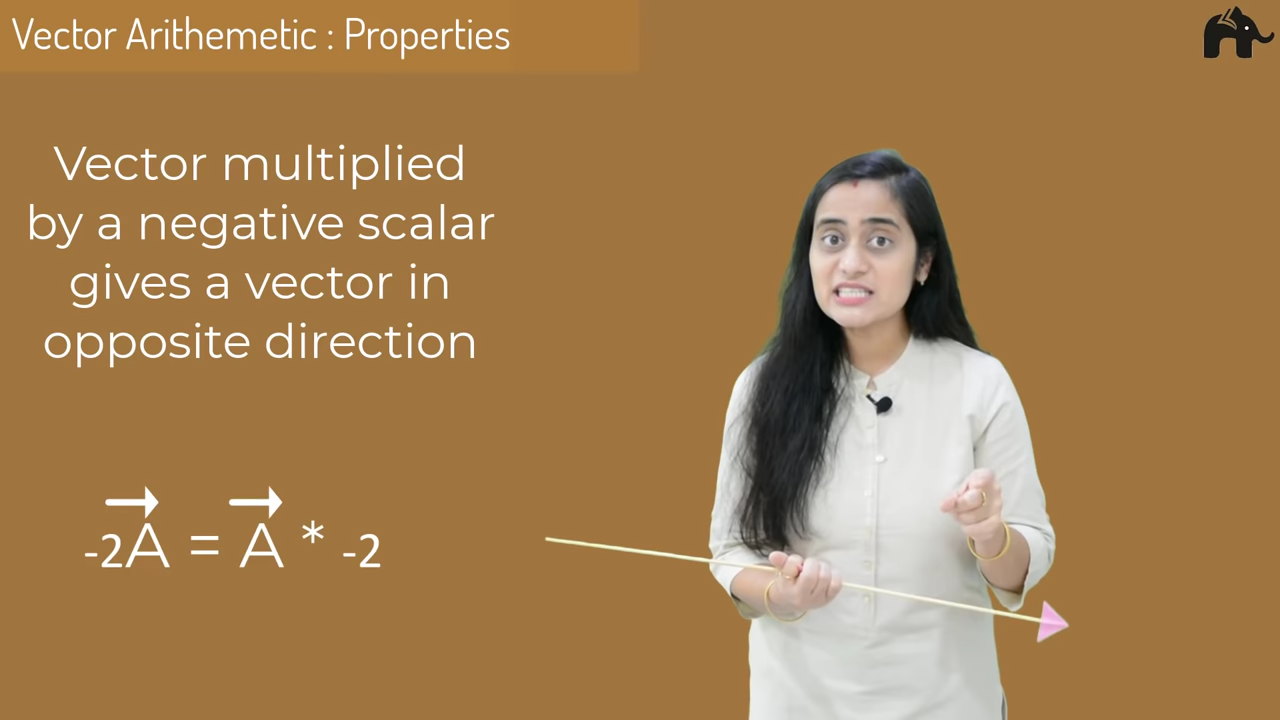 Vector Arithemetic : Properties
Vector multiplied
by a negative scalar
gives a vector in
opposite direction
-2A = A * -2